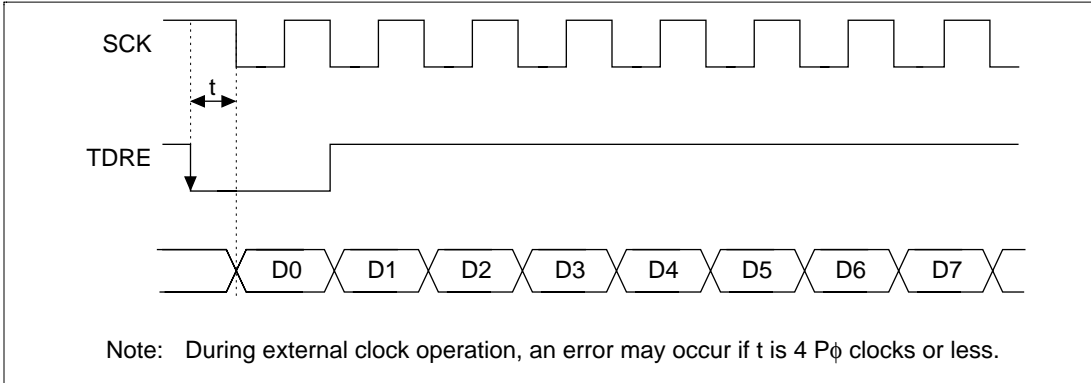 SCK
t
TDRE
D0 D1 D2 D3 D4 D5 D6 D7
Note: During external clock operation, an error may occur if t is 4 Pϕ clocks or less.